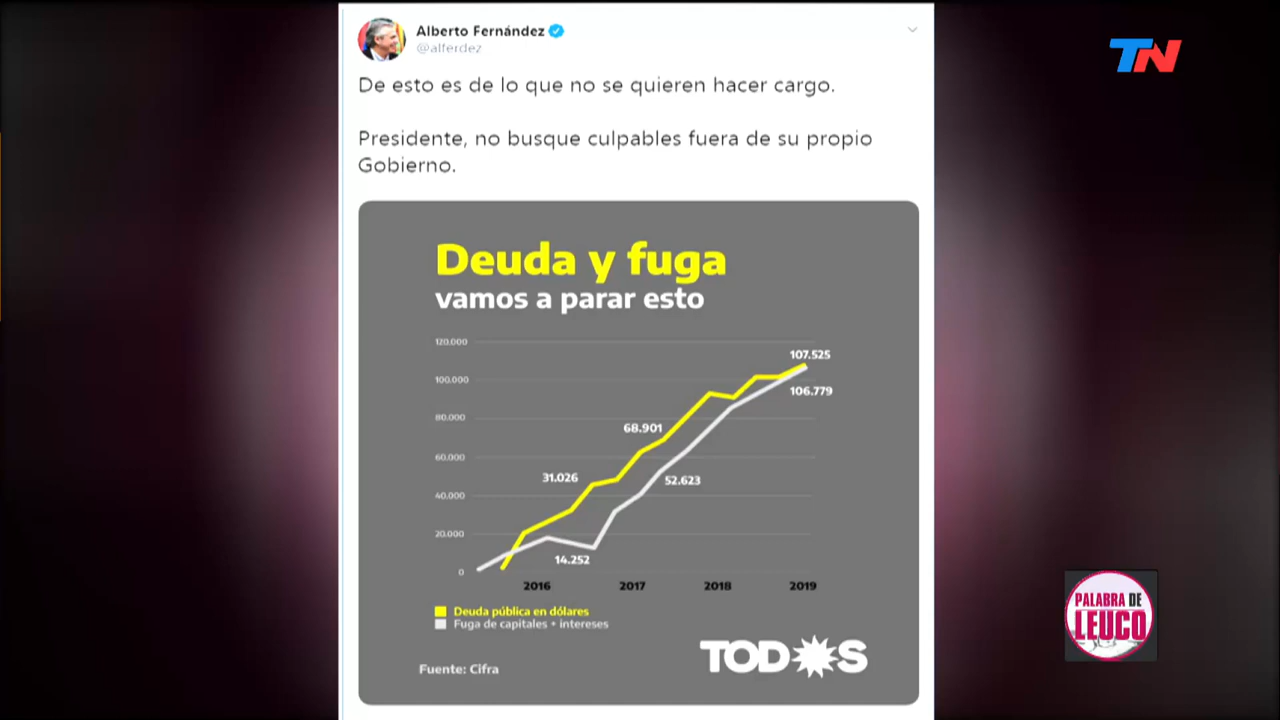 Alberto Fernández
@alferdez
De esto es de lo que no se quieren hacer cargo.
Presidente, no busque culpables fuera de su propio
Gobierno.
TN
Deuda y fuga
vamos a parar esto
120.000
100.000
80.000
60.000
40.000
20.000
0
107.525
106.779
68.901
52.623
31.026
14.252
2016 2017 2018 2019
Deuda pública en dólares
Fuga de capitales + intereses
Fuente: Cifra
TODOS
PALABRA DE
LEUCO